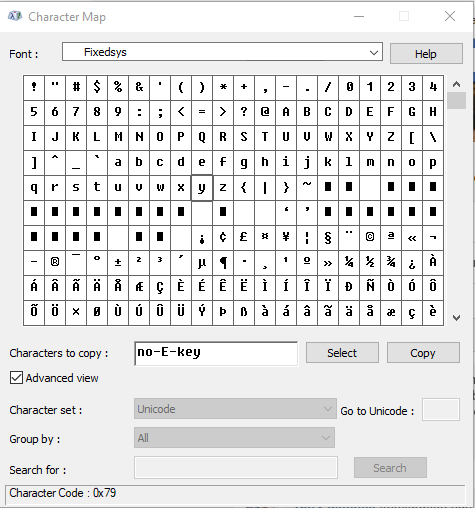 Character Map
Font : Fixedsys Help
! " # $ % & ' ( ) * + , - . / 0 1 2 3 4
5 6 7 8 9 : ; < = > ? @ A B C D E F G H
I J K L M N O P Q R S T U V W X Y Z [ \
] ^ _ ` a b c d e f g h i j k l m n o p
q r s t u v w x y z { | } ~
‘ ’
¡ ¢ £ ¤ ¥ ¦ § ¨ © ª « ¬
- ® ¯ ° ± ² ³ ´ µ ¶ · ¸ ¹ º » ¼ ½ ¾ ¿ À
Á Â Ã Ä Å Æ Ç È É Ê Ë Ì Í Î Ï Ð Ñ Ò Ó Ô
Õ Ö × Ø Ù Ú Û Ü Ý Þ ß à á â ã ä å æ ç è
Characters to copy : no-E-key Select Copy
Advanced view
Character set : Unicode Go to Unicode :
Group by : All
Search for : Search
Character Code : 0x79